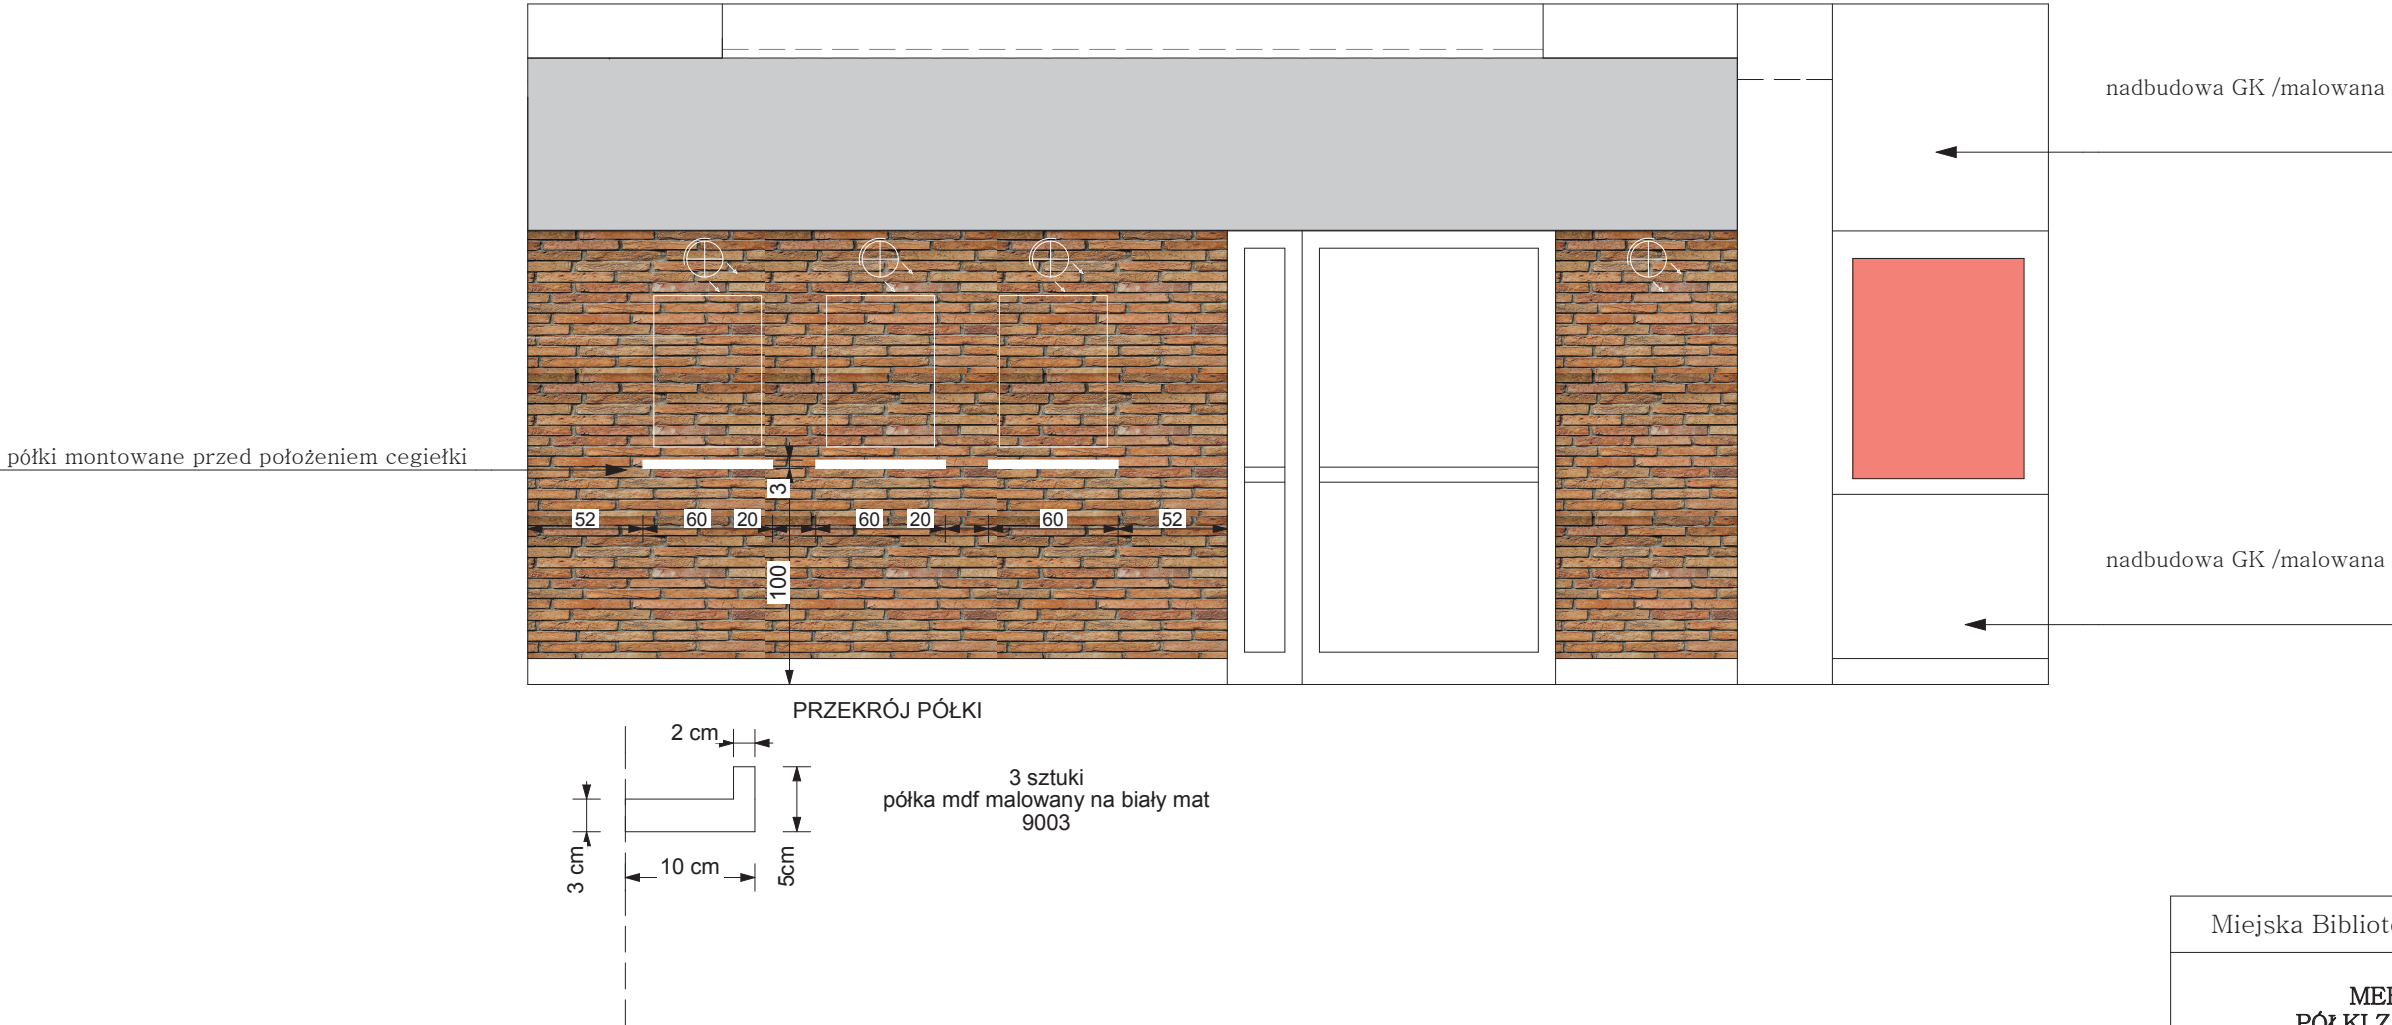 nadbudowa GK /malowana
półki montowane przed położeniem cegiełki
3
52 60 20 60 20 60 52
100
nadbudowa GK /malowana
PRZEKRÓJ PÓŁKI
2 cm
3 sztuki
półka mdf malowany na biały mat
9003
3 cm
10 cm
5cm
Miejska
PÓŁKI